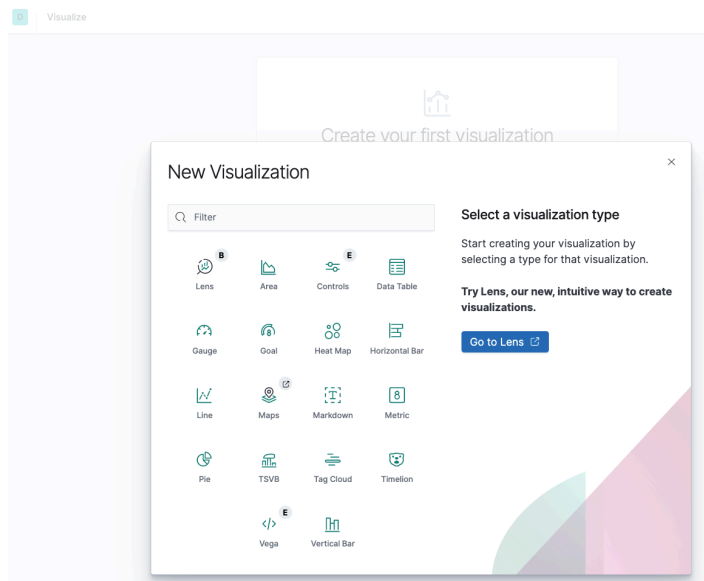 D
Visualize
Create your first visualization
New Visualization
Filter
B
E
Lens
Area
Controls
Data Table
8
Gauge
Goal
Heat Map
Horizontal Bar
T
8
Line
Maps
Markdown
Metric
Pie
TSVB
Tag Cloud
Timelion
</>
E
Vega
Vertical Bar
Select a visualization type
Start creating your visualization by
selecting a type for that visualization.
Try Lens, our new, intuitive way to create
visualizations.
Go to Lens